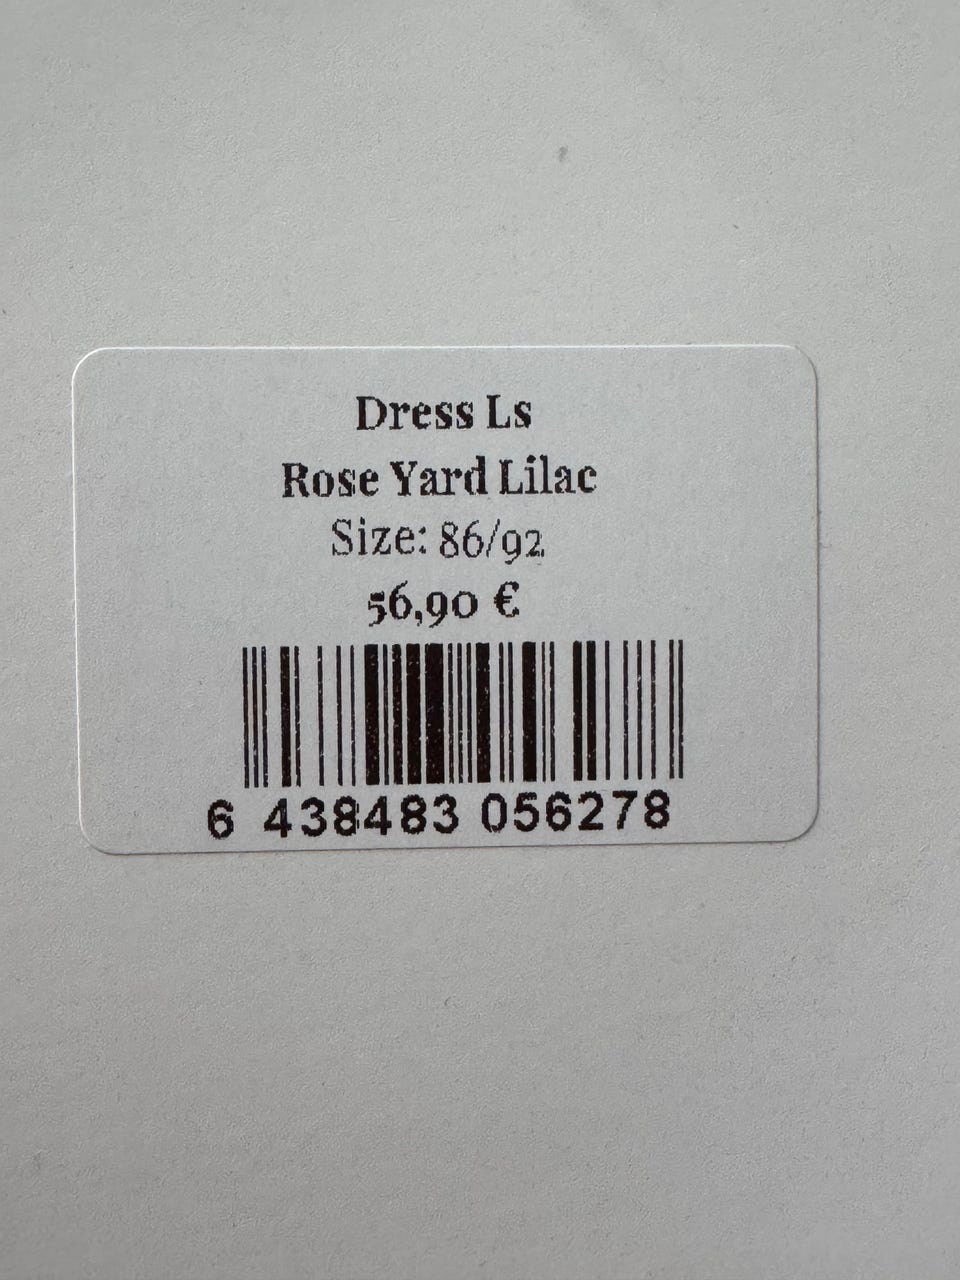 Dress Ls
Rose Yard Lilac
Size: 86/92
56,90 €
6 438483 056278